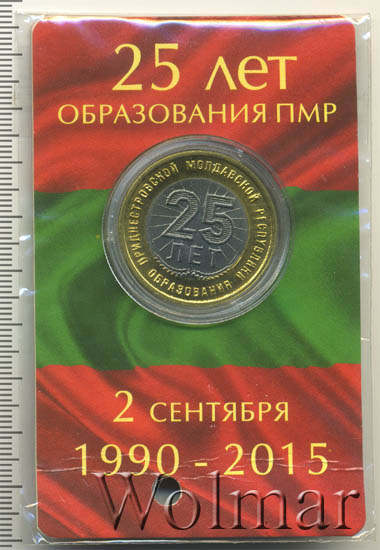 25 лет
ОБРАЗОВАНИЯ ПМР
ПРИДНЕСТРОВСКОЙ МОЛДАВСКОЙ РЕСПУБЛИКИ
25
ЛЕТ
ОБРАЗОВАНИЯ
2 СЕНТЯБРЯ
1990 - 2015
Wolmar